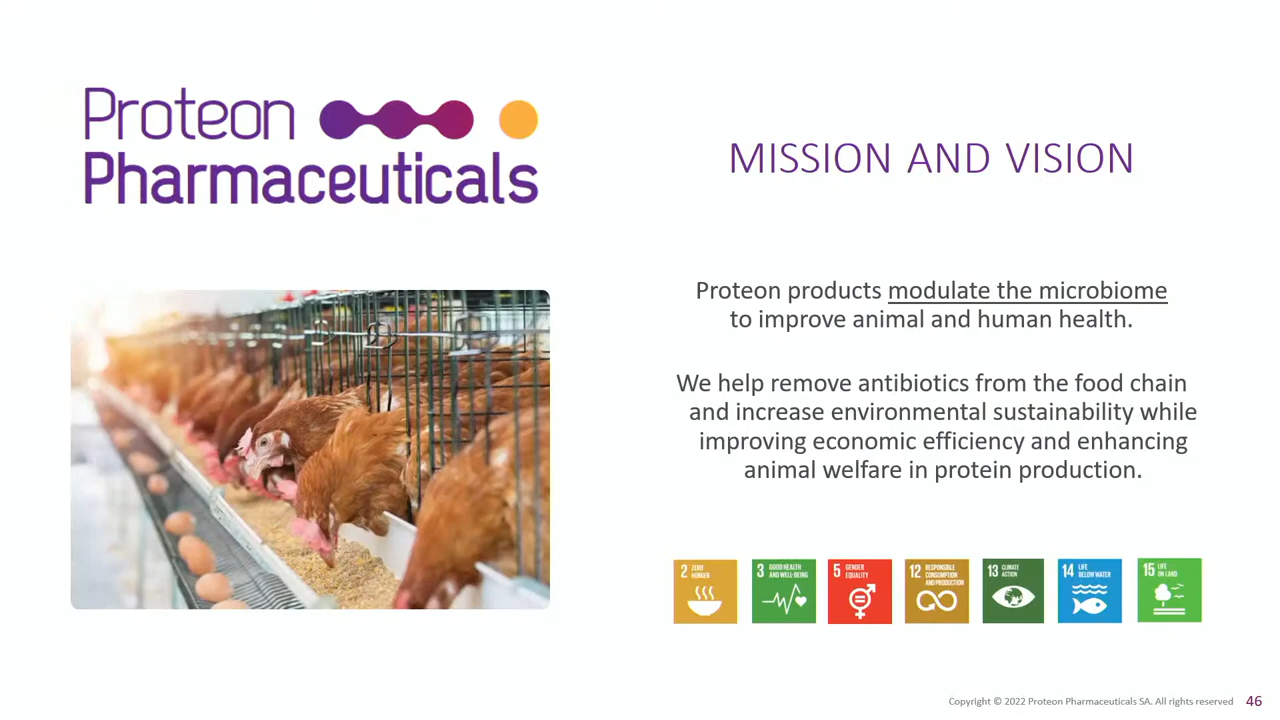 Proteon
Pharmaceuticals
MISSION AND VISION
Proteon products modulate the microbiome
to improve animal and human health.
We help remove antibiotics from the food chain
and increase environmental sustainability while
improving economic efficiency and enhancing
animal welfare in protein production.
2 ZERO
HUNGER
3 GOOD HEALTH
AND WELL-BEING
5 GENDER
EQUALITY
12 RESPONSIBLE
CONSUMPTION
AND PRODUCTION
13 CLIMATE
ACTION
14 LIFE
BELOW WATER
15 LIFE
ON LAND
Copyright © 2022 Proteon Pharmaceuticals SA. All rights reserved 46